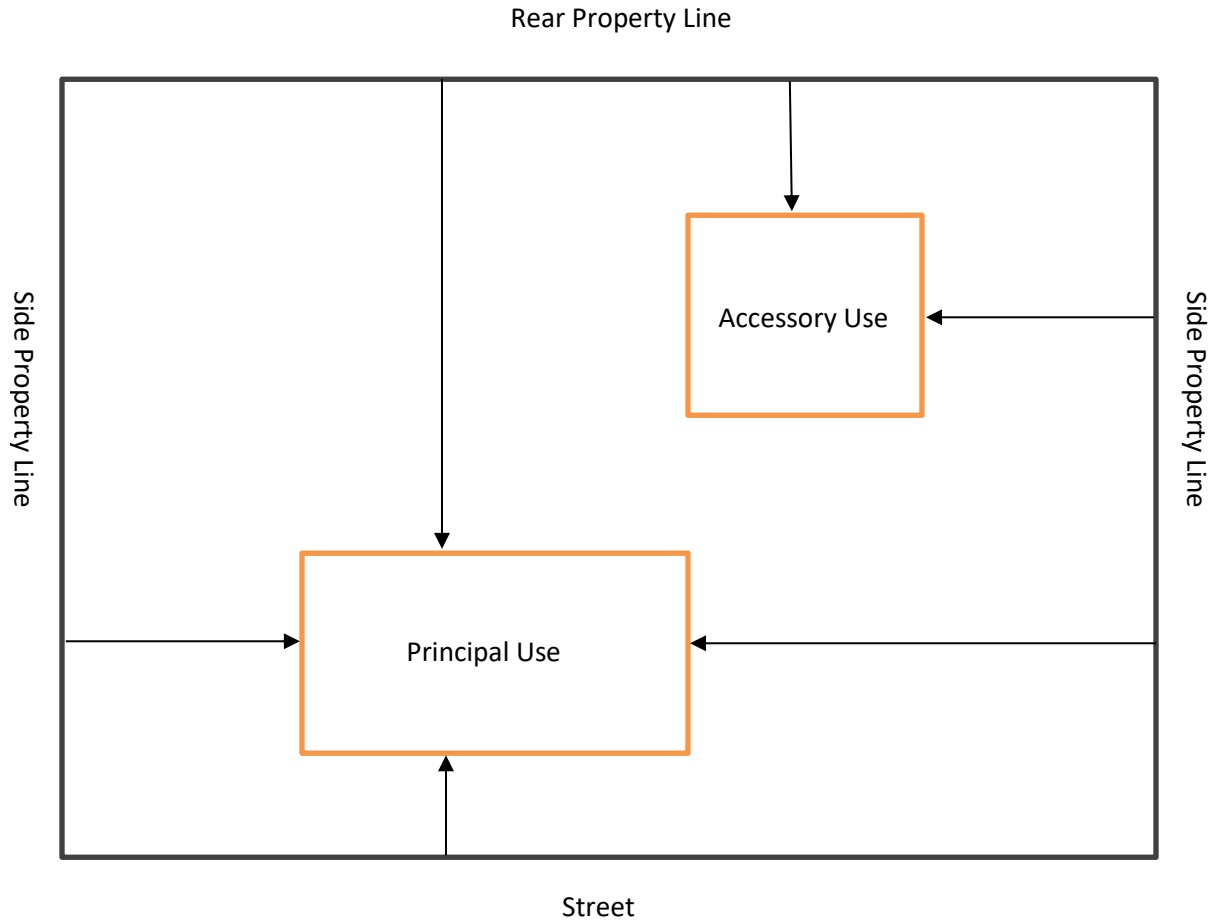 Rear Property Line
Side Property Line
Accessory Use
Side Property Line
Principal Use
Street